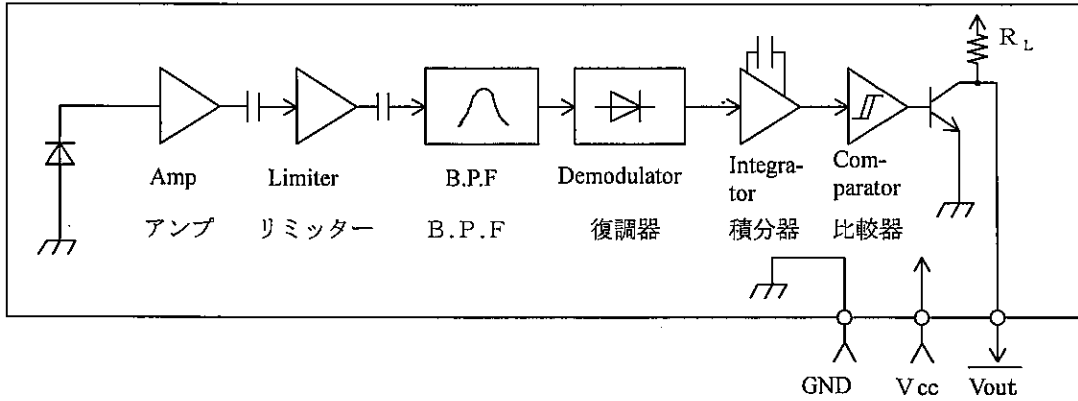 R L
Amp
Limiter
B.P.F
Demodulator
Integra-
tor
Com-
parator
アンプ
リミッター
B.P.F
復調器
積分器
比較器
GND
Vcc
Vout